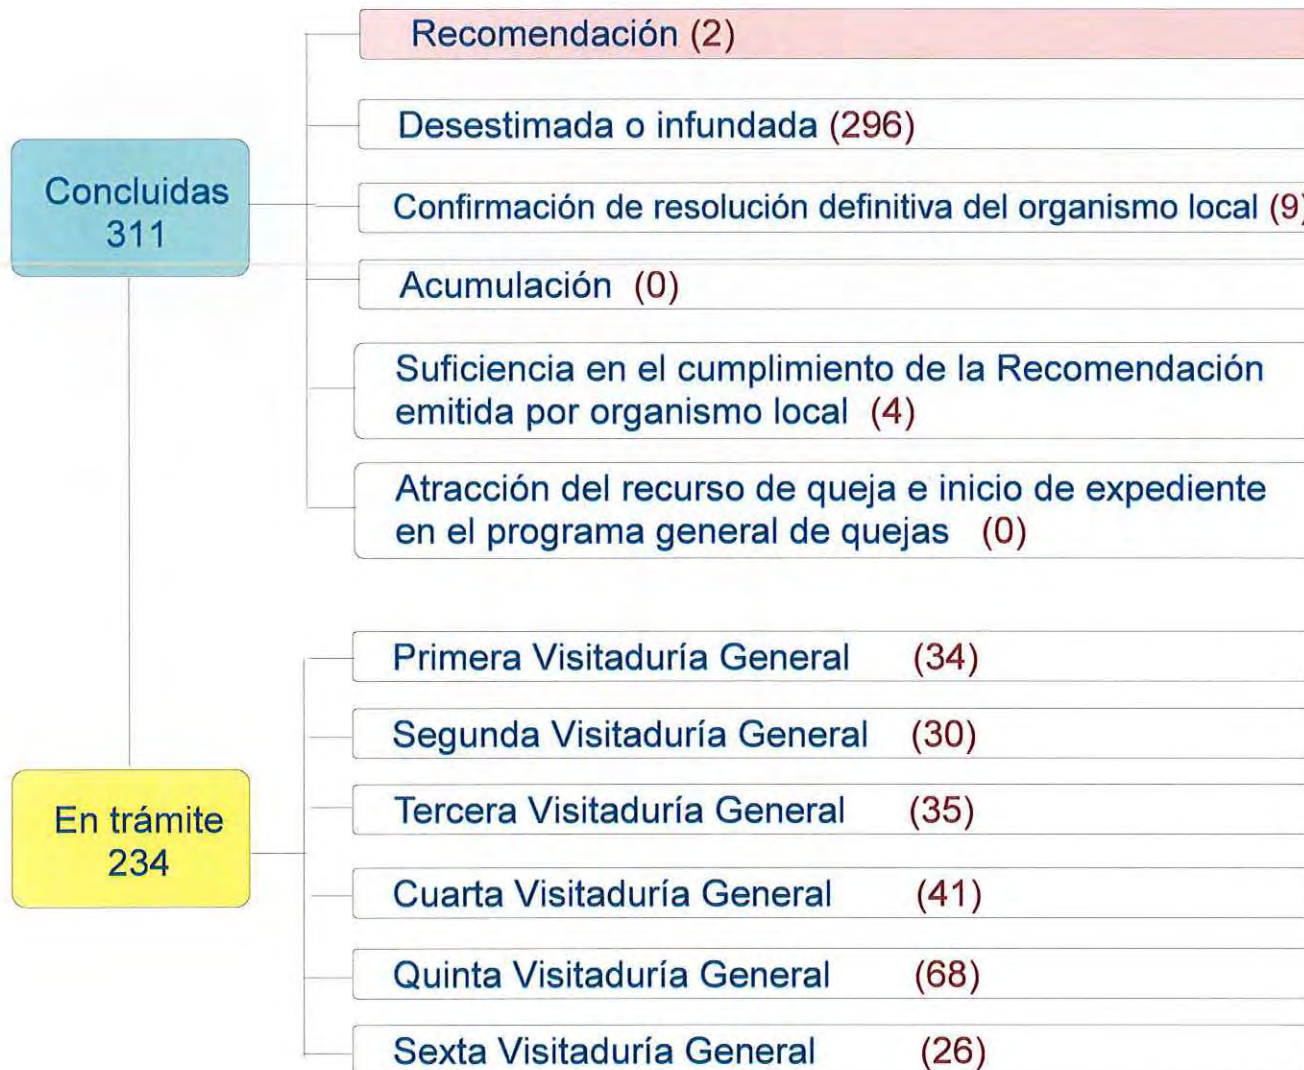 Recomendación (2)
Desestimada o infundada (296)
Concluidas
311
Confirmación de resolución definitiva del organismo local (9)
Acumulación (0)
Suficiencia en el cumplimiento de la Recomendación
emitida por organismo local (4)
Atracción del recurso de queja e inicio de expediente
en el programa general de quejas (0)
Primera Visitaduría General (34)
Segunda Visitaduría General (30)
Tercera Visitaduría General (35)
En trámite
234
Cuarta Visitaduría General (41)
Quinta Visitaduría General (68)
Sexta Visitaduría General (26)